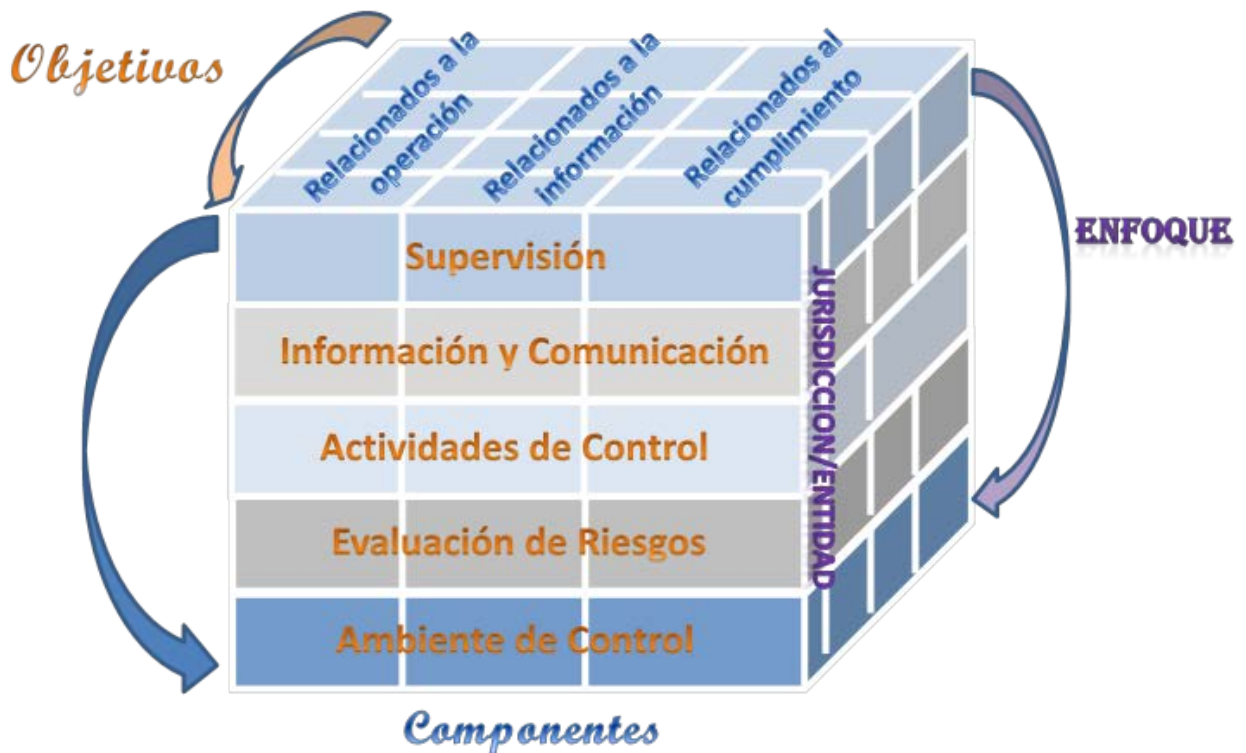 Objetivos
Relacionados a la
operación
Relacionados a la
información
Relacionados al
cumplimiento
ENFOQUE
Supervisión
Información y Comunicación
Actividades de Control
Evaluación de Riesgos
Ambiente de Control
JURISDICCION/ENTIDAD
Componentes